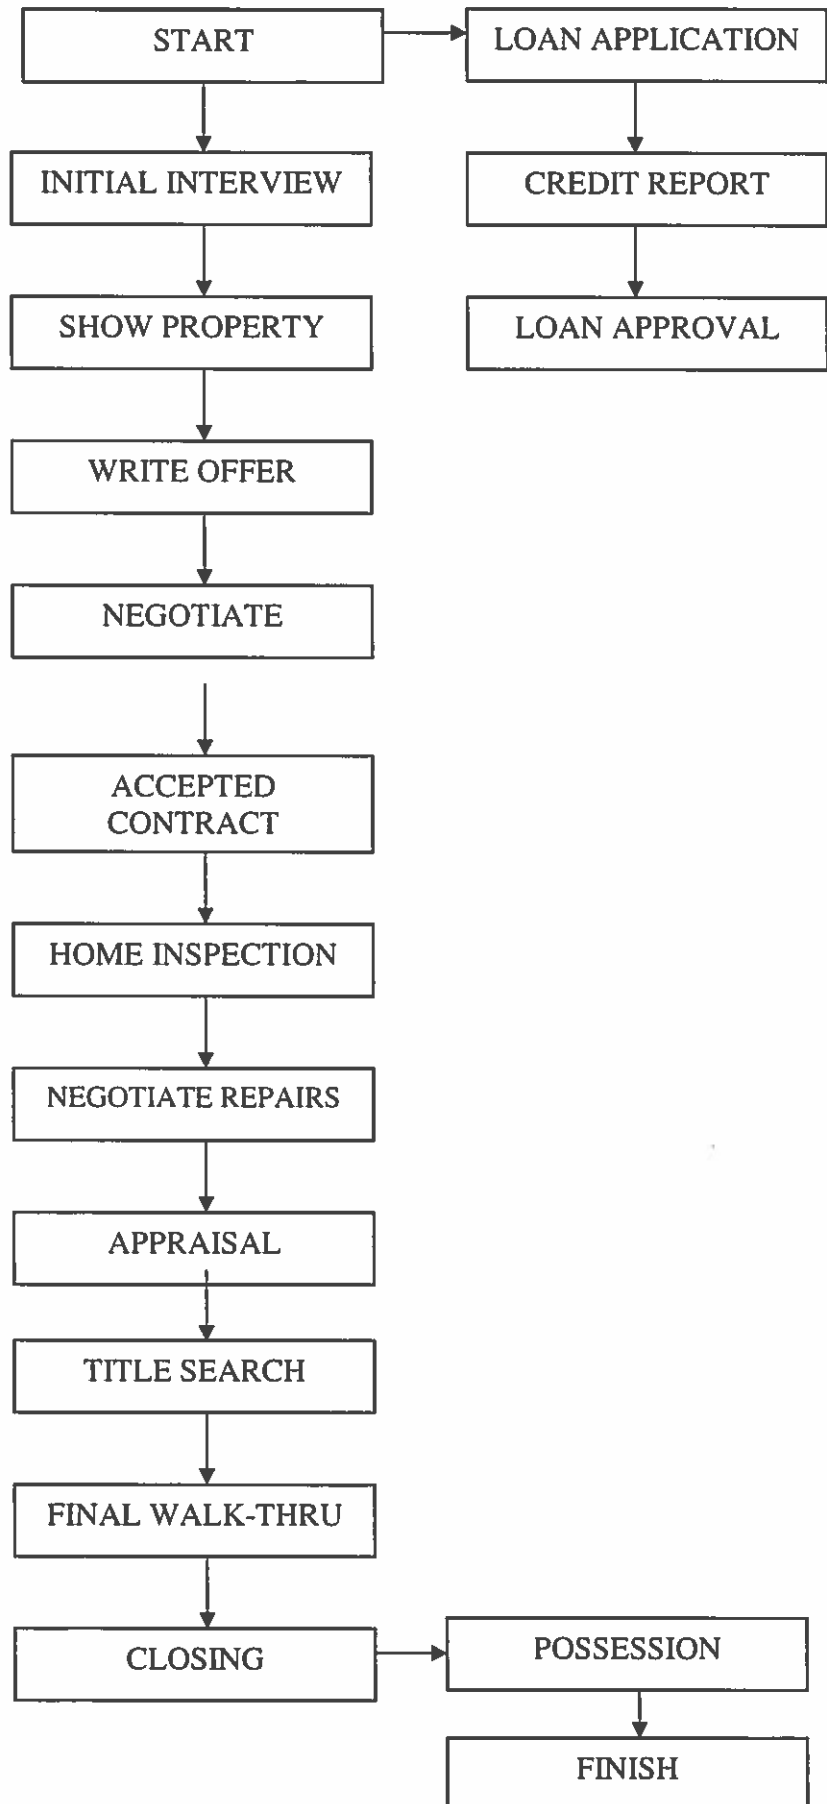 START
LOAN APPLICATION
INITIAL INTERVIEW
CREDIT REPORT
SHOW PROPERTY
LOAN APPROVAL
WRITE OFFER
NEGOTIATE
ACCEPTED
CONTRACT
HOME INSPECTION
NEGOTIATE REPAIRS
APPRAISAL
TITLE SEARCH
FINAL WALK-THRU
CLOSING
POSSESSION
FINISH